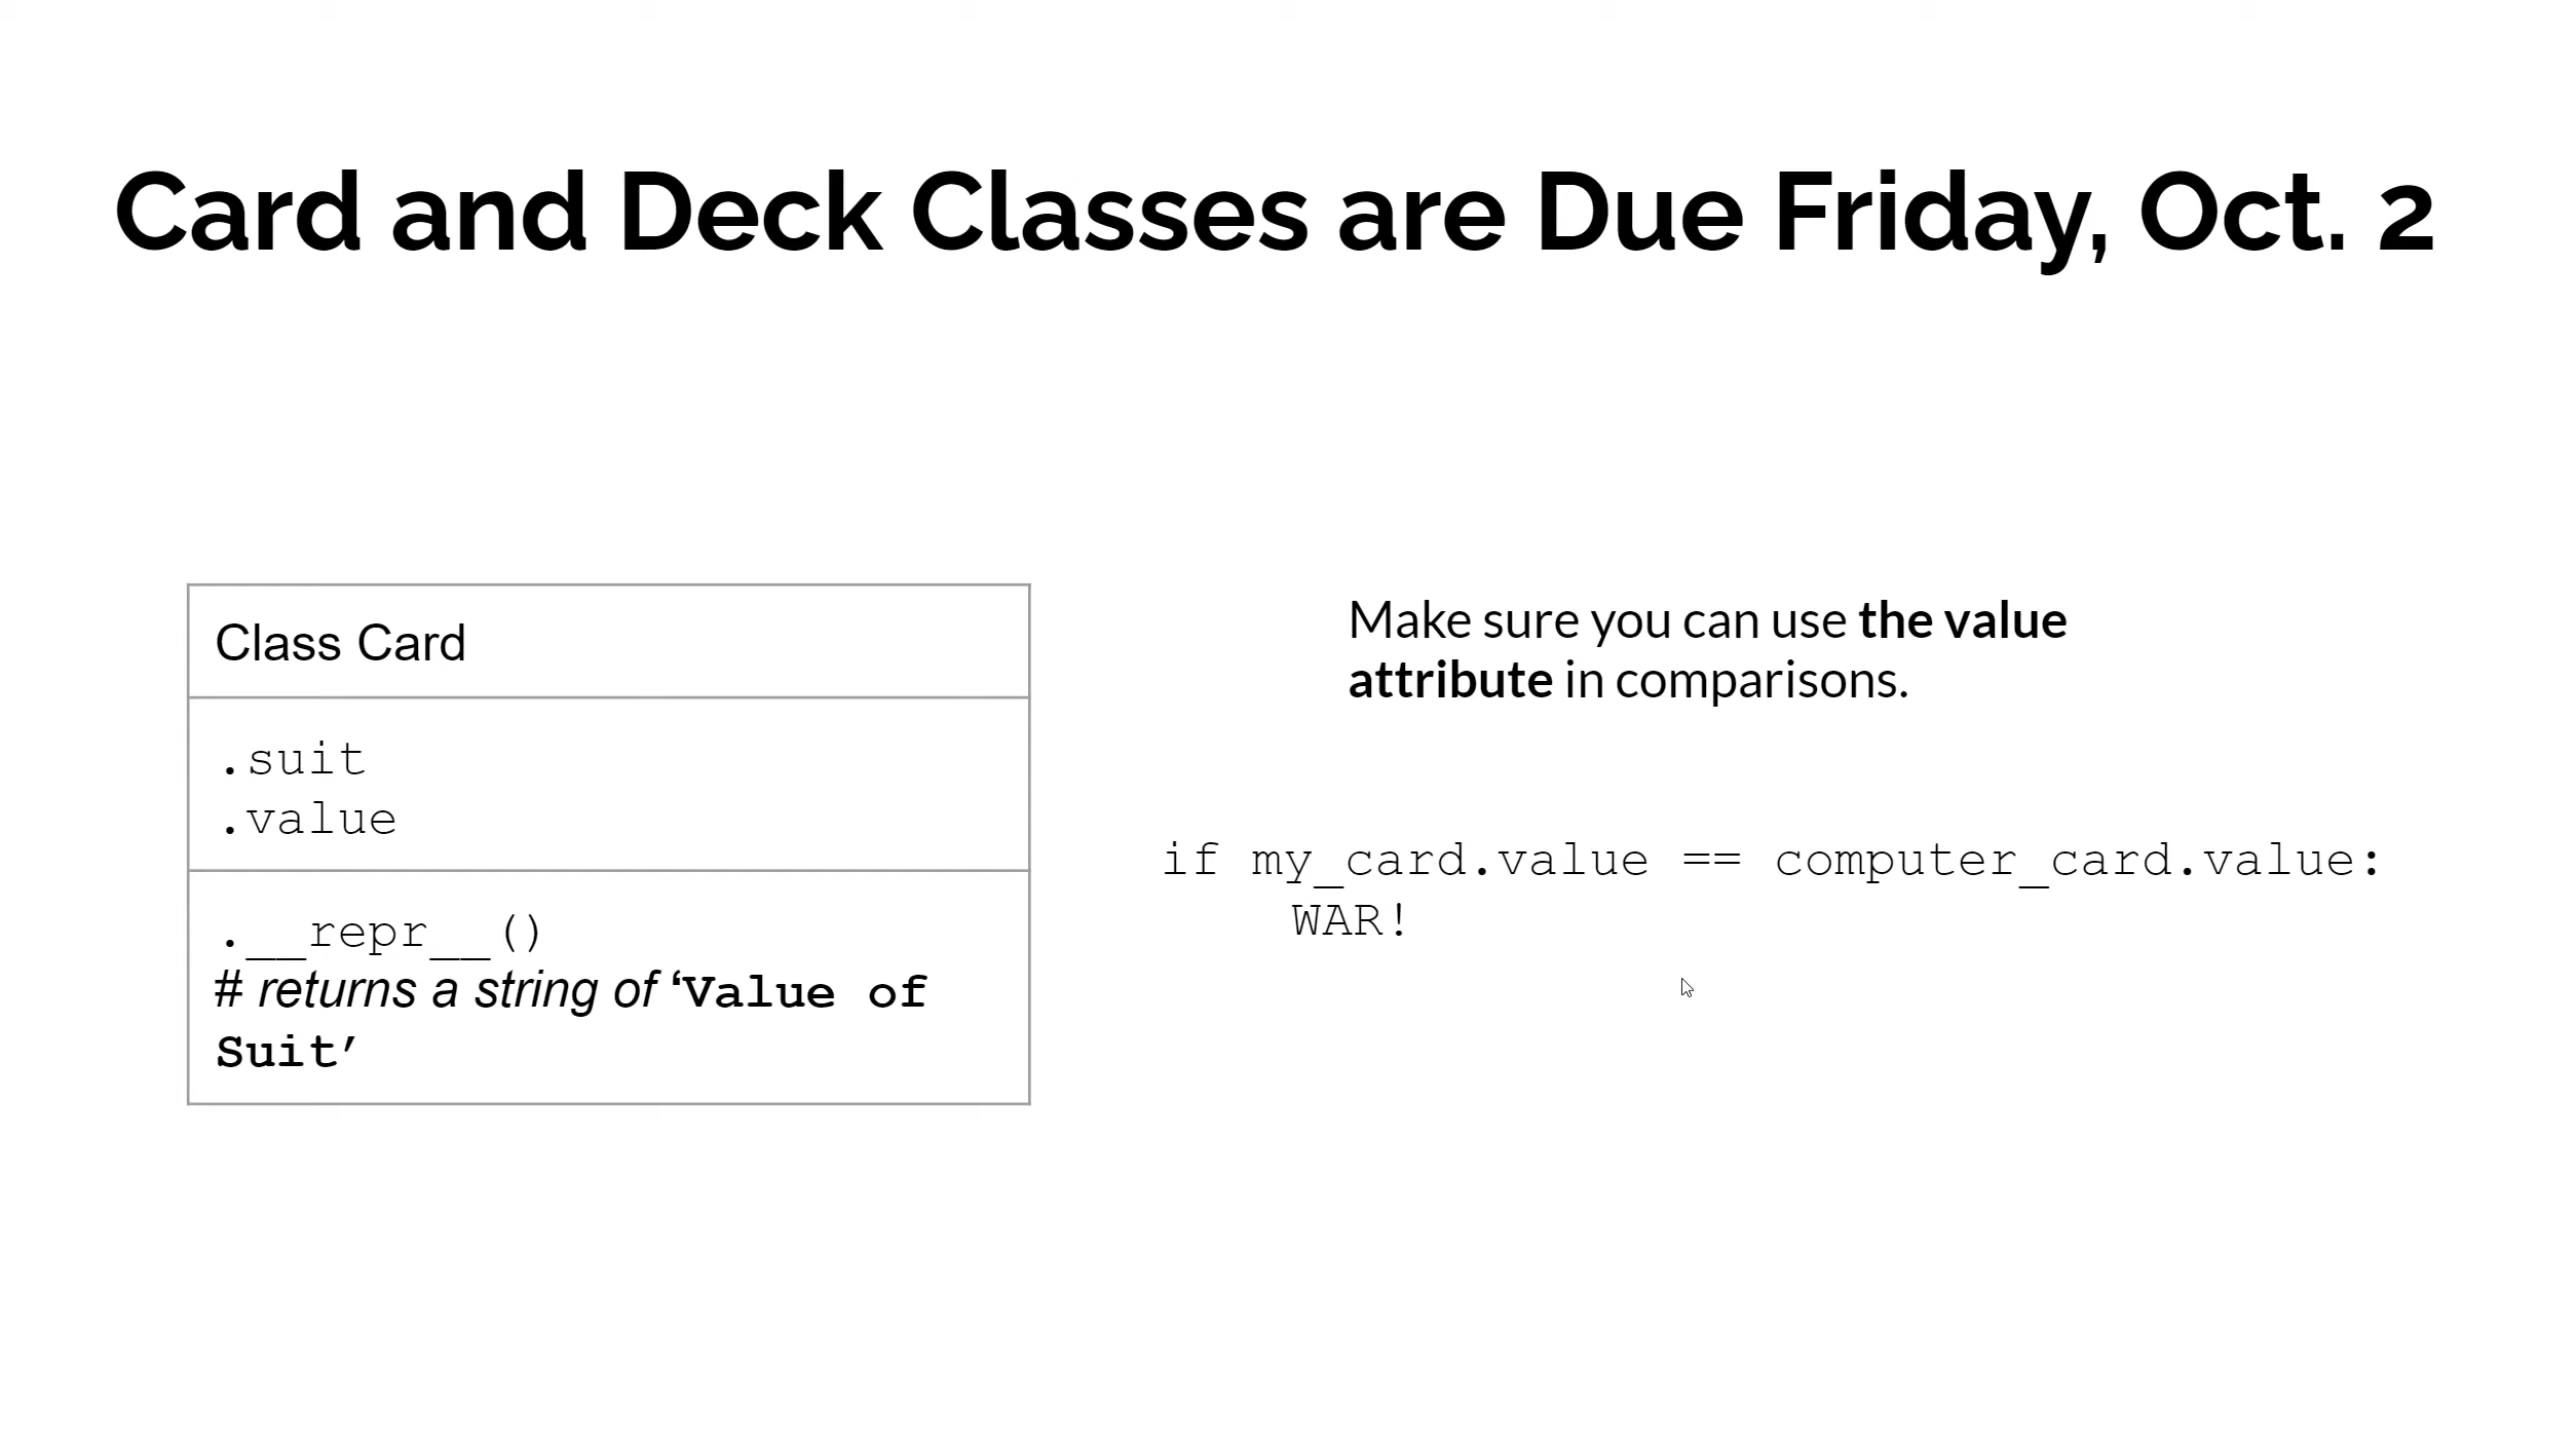 Card and Deck Classes are Due Friday, Oct. 2
Class Card
.suit
.value
.__repr__()
# returns a string of ‘Value of
Suit’
Make sure you can use the value
attribute in comparisons.
if my_card.value == computer_card.value:
WAR!